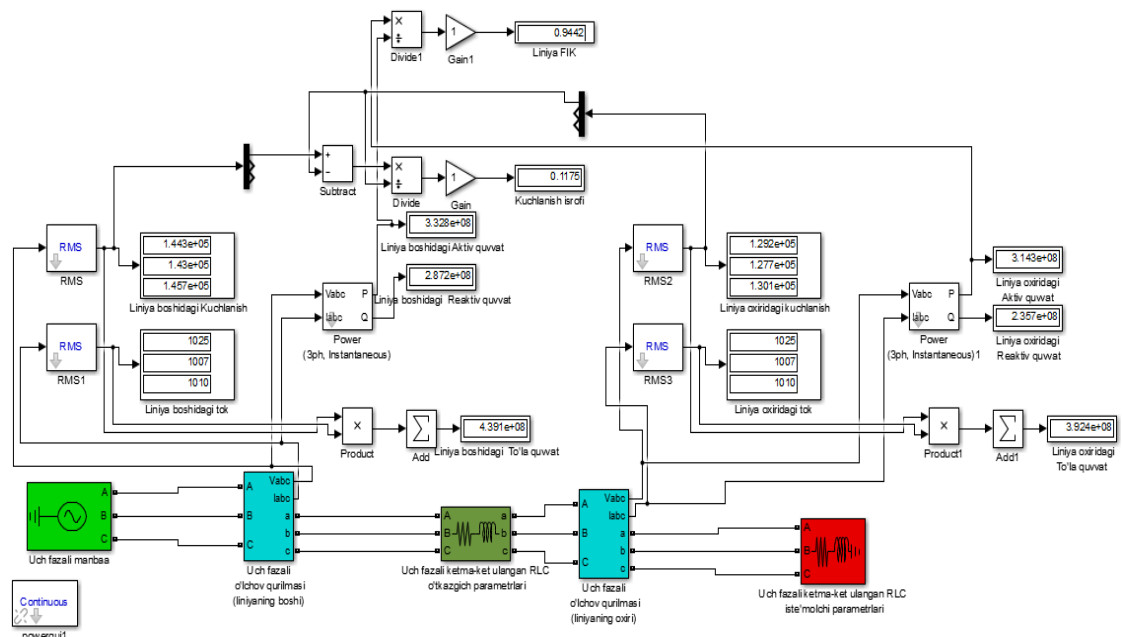 ×
÷
Divide1
1
Gain1
0.9442
Liniya FIK
+
−
Subtract
×
÷
Divide
1
Gain
0.1175
Kuchlanish isrofi
3.328e+08
Liniya boshidagi Aktiv quvvat
2.872e+08
Liniya boshidagi Reaktiv quvvat
RMS
RMS
1.443e+05
1.43e+05
1.457e+05
Liniya boshidagi Kuchlanish
Vabc
Iabc
P
Q
Power
(3ph, Instantaneous)
RMS
RMS1
1025
1007
1010
Liniya boshidagi tok
×
Product
Add
4.391e+08
Liniya boshidagi To'la quvvat
RMS
RMS2
1.292e+05
1.277e+05
1.301e+05
Liniya oxiridagi kuchlanish
Vabc
Iabc
P
Q
Power
(3ph, Instantaneous)1
3.143e+08
Liniya oxiridagi
Aktiv quvvat
2.357e+08
Liniya oxiridagi
Reaktiv quvvat
RMS
RMS3
1025
1007
1010
Liniya oxiridagi tok
×
Product1
Add1
3.924e+08
Liniya oxiridagi
To'la quvvat
A
B
C
Uch fazali manbaa
A
B
C
Vabc
Iabc
a
b
c
Uch fazali
o'lchov qurilmasi
(liniyaning boshi)
A
B
C
a
b
c
Uch fazali ketma-ket ulangan RLC
o'tkazgich parametrlari
A
B
C
Vabc
Iabc
a
b
c
Uch fazali
o'lchov qurilmasi
(liniyaning oxiri)
A
B
C
Uch fazali ketma-ket ulangan RLC
iste'molchi parametrlari
Continuous
powergui1